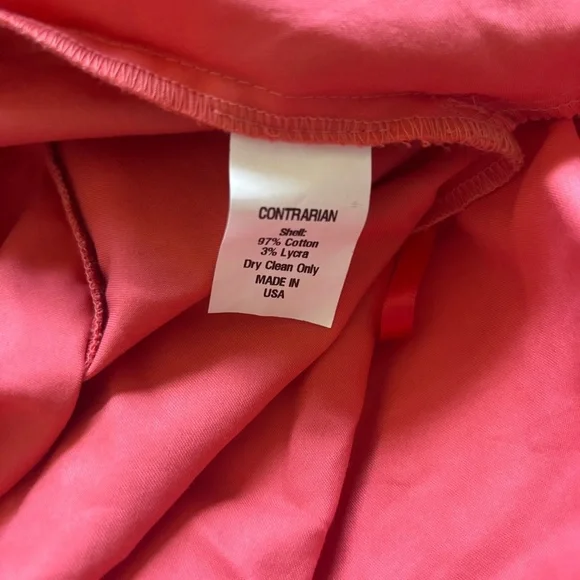 CONTRARIAN
Shell:
97% Cotton
3% Lycra
Dry Clean Only
MADE IN
USA